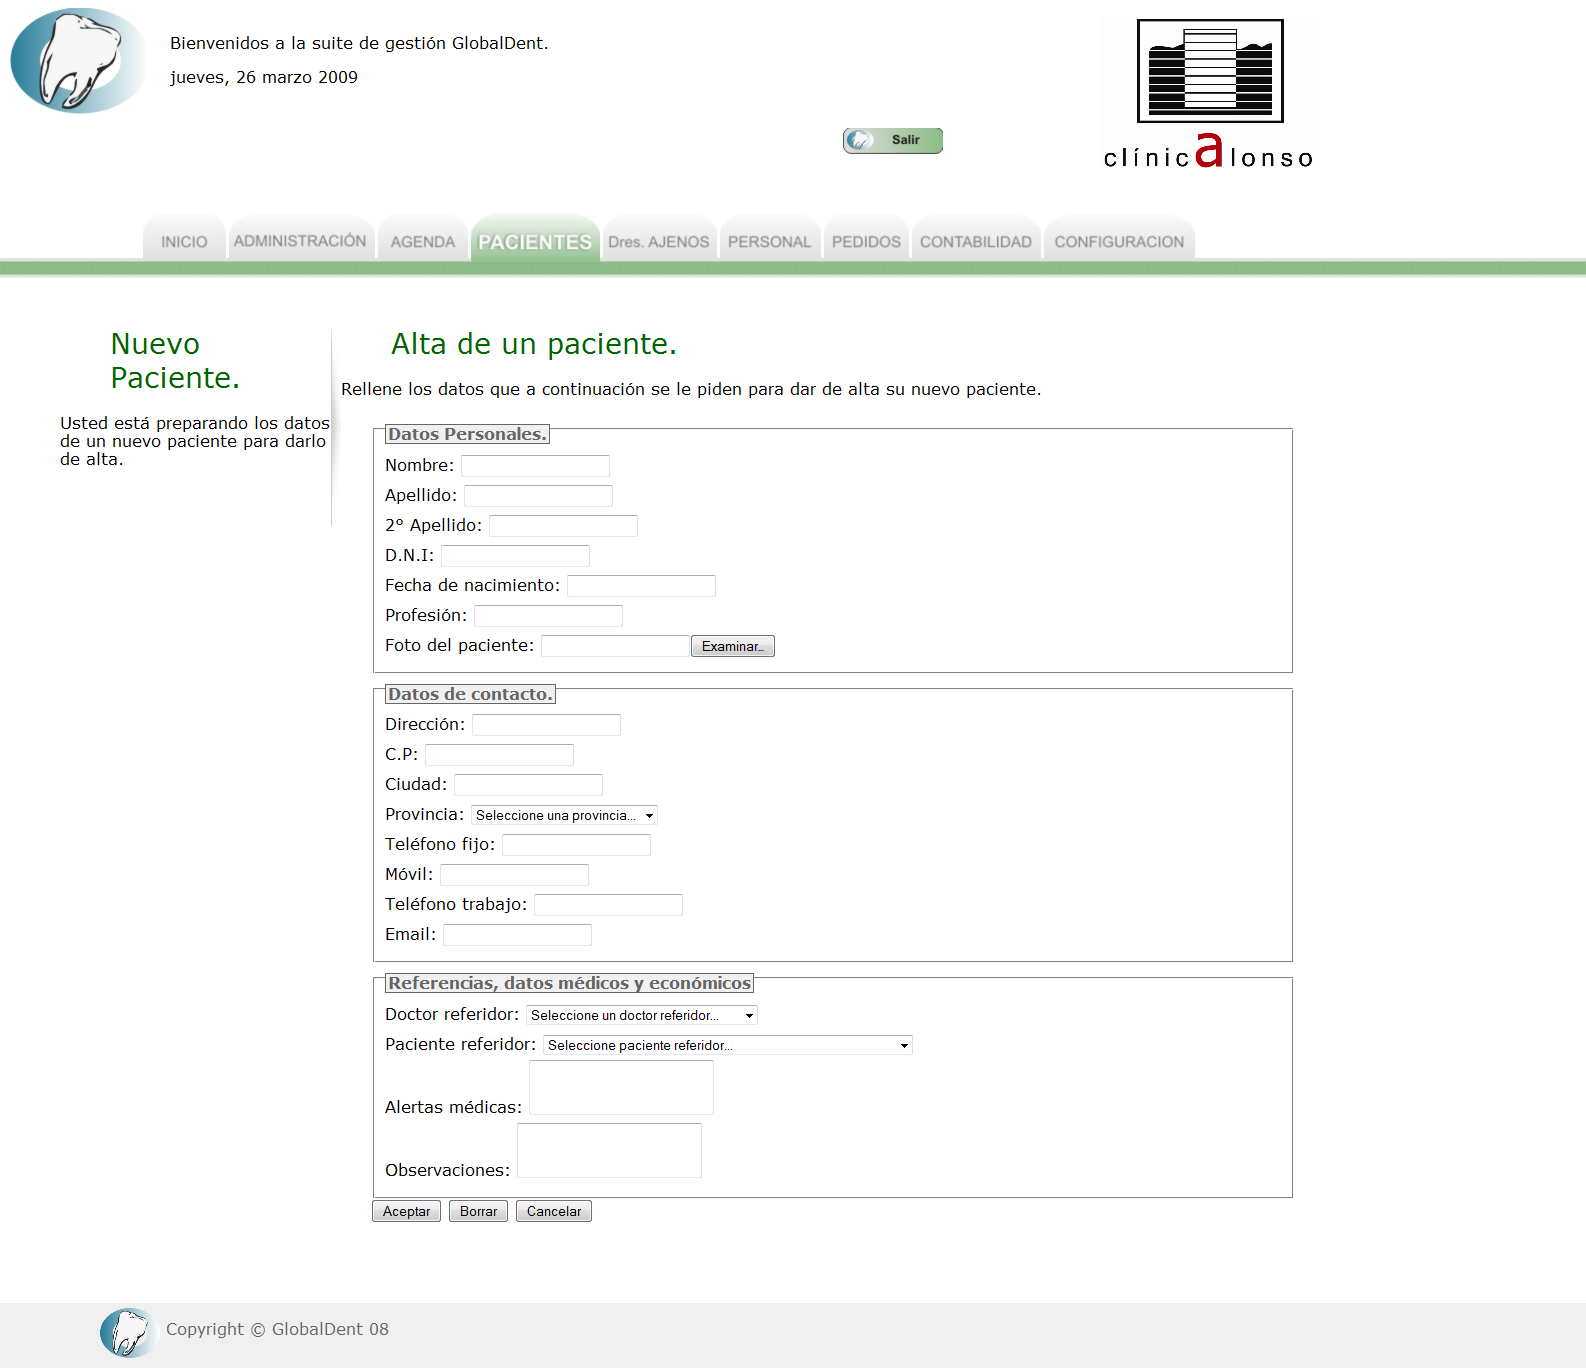 Bienvenidos a la suite de gestión GlobalDent.
jueves, 26 marzo 2009
Salir
clínicAlonso
INICIO ADMINISTRACIÓN AGENDA PACIENTES Dres. AJENOS PERSONAL PEDIDOS CONTABILIDAD CONFIGURACION
Nuevo
Paciente.
Usted está preparando los datos
de un nuevo paciente para darlo
de alta.
Alta de un paciente.
Rellene los datos que a continuación se le piden para dar de alta su nuevo paciente.
Datos Personales.
Nombre:
Apellido:
2º Apellido:
D.N.I:
Fecha de nacimiento:
Profesión:
Foto del paciente: Examinar...
Datos de contacto.
Dirección:
C.P:
Ciudad:
Provincia: Seleccione una provincia...
Teléfono fijo:
Móvil:
Teléfono trabajo:
Email:
Referencias, datos médicos y económicos
Doctor referidor: Seleccione un doctor referidor...
Paciente referidor: Seleccione paciente referidor...
Alertas médicas:
Observaciones:
Aceptar Borrar Cancelar
Copyright © GlobalDent 08